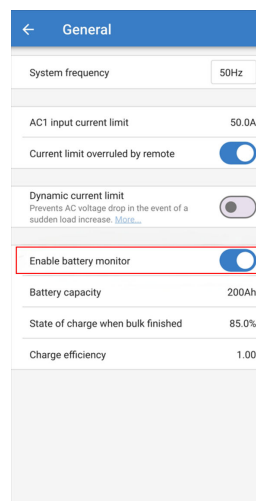 General
System frequency
50Hz
AC1 input current limit
50.0A
Current limit overruled by remote
Dynamic current limit
Prevents AC voltage drop in the event of a
sudden load increase. More...
Enable battery monitor
Battery capacity
200Ah
State of charge when bulk finished
85.0%
Charge efficiency
1.00